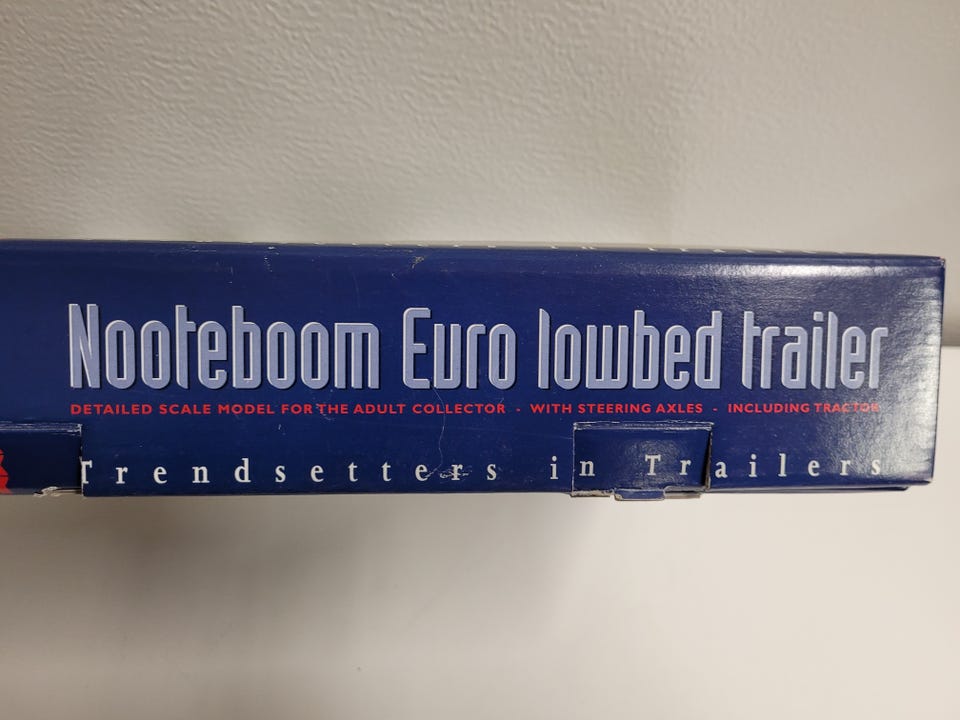 Nooteboom Euro lowbed trailer
DETAILED SCALE MODEL FOR THE ADULT COLLECTOR - WITH STEERING AXLES - INCLUDING TRACTOR
Trendsetters in Trailers